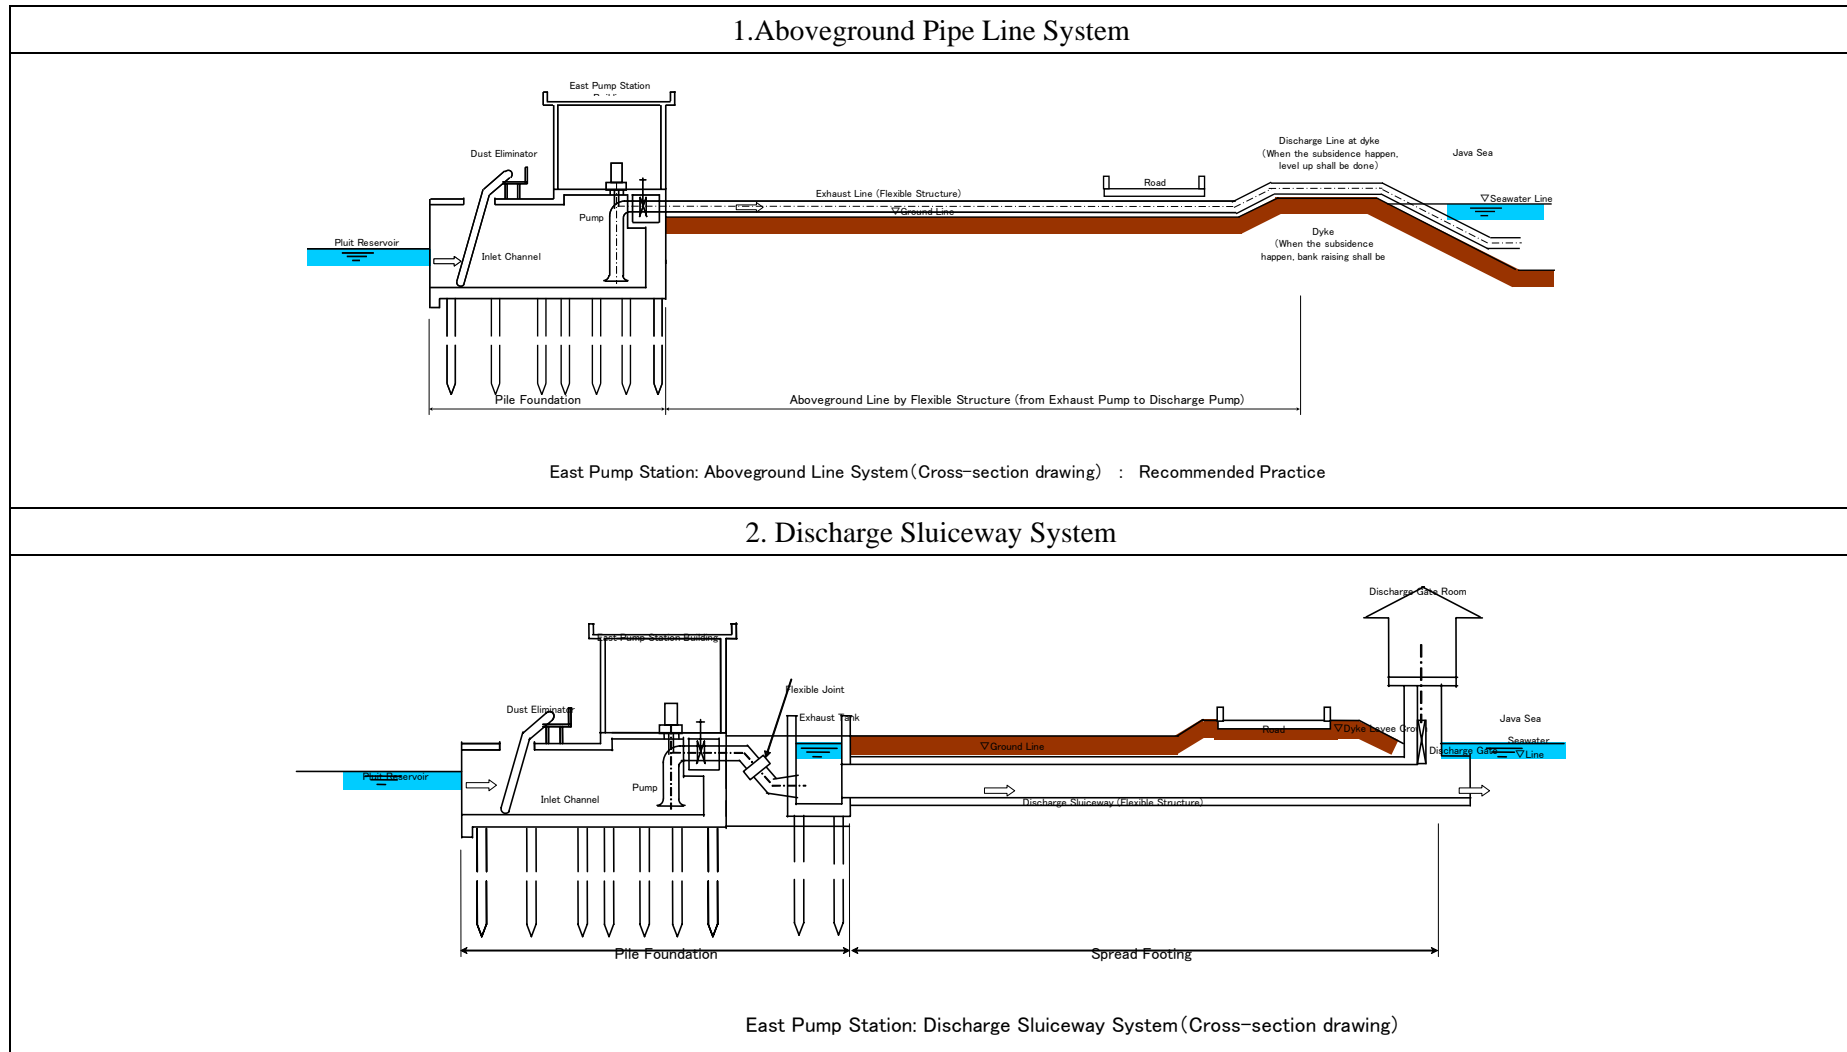 1.Aboveground Pipe Line System
East Pump Station
Dust Eliminator
Discharge Line at dyke
(When the subsidence happen,
level up shall be done)
Java Sea
Road
Exhaust Line (Flexible Structure)
▽Seawater Line
Pump
▽Ground Line
Pluit Reservoir
Inlet Channel
Dyke
(When the subsidence
happen, bank raising shall be
Pile Foundation
Aboveground Line by Flexible Structure (from Exhaust Pump to Discharge Pump)
East Pump Station: Aboveground Line System(Cross-section drawing) : Recommended Practice
2. Discharge Sluiceway System
Discharge Gate Room
East Pump Station Building
Flexible Joint
Dust Eliminator
Exhaust Tank
Java Sea
Road
▽Dyke Levee Cro
Seawater
▽Ground Line
Discharge Gate
▽Line
Pluit Reservoir
Pump
Inlet Channel
Discharge Sluiceway (Flexible Structure)
Pile Foundation
Spread Footing
East Pump Station: Discharge Sluiceway System(Cross-section drawing)